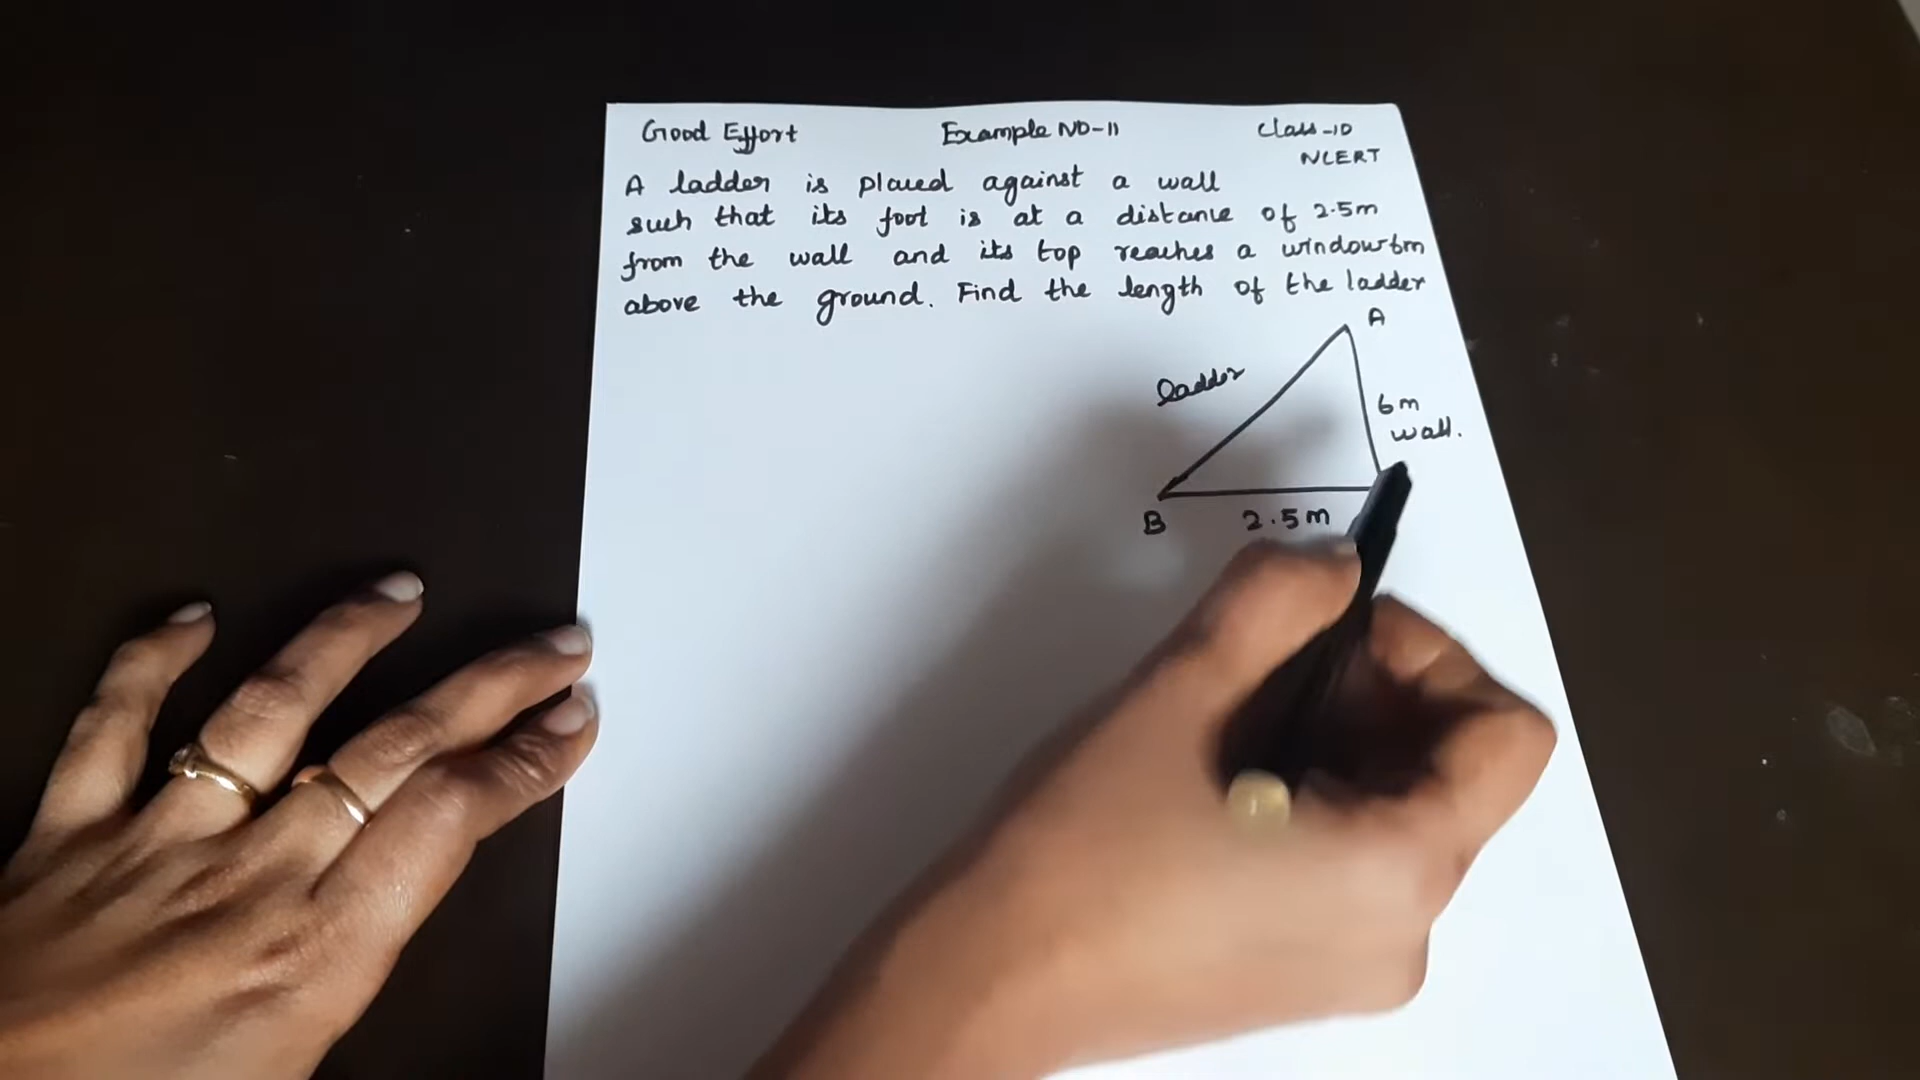 Good Effort Example NO-11 Class-10
NCERT
A ladder is placed against a wall
such that its foot is at a distance of 2.5m
from the wall and its top reaches a window 6m
above the ground. Find the length of the ladder
A
ladder
6m
wall.
B 2.5m